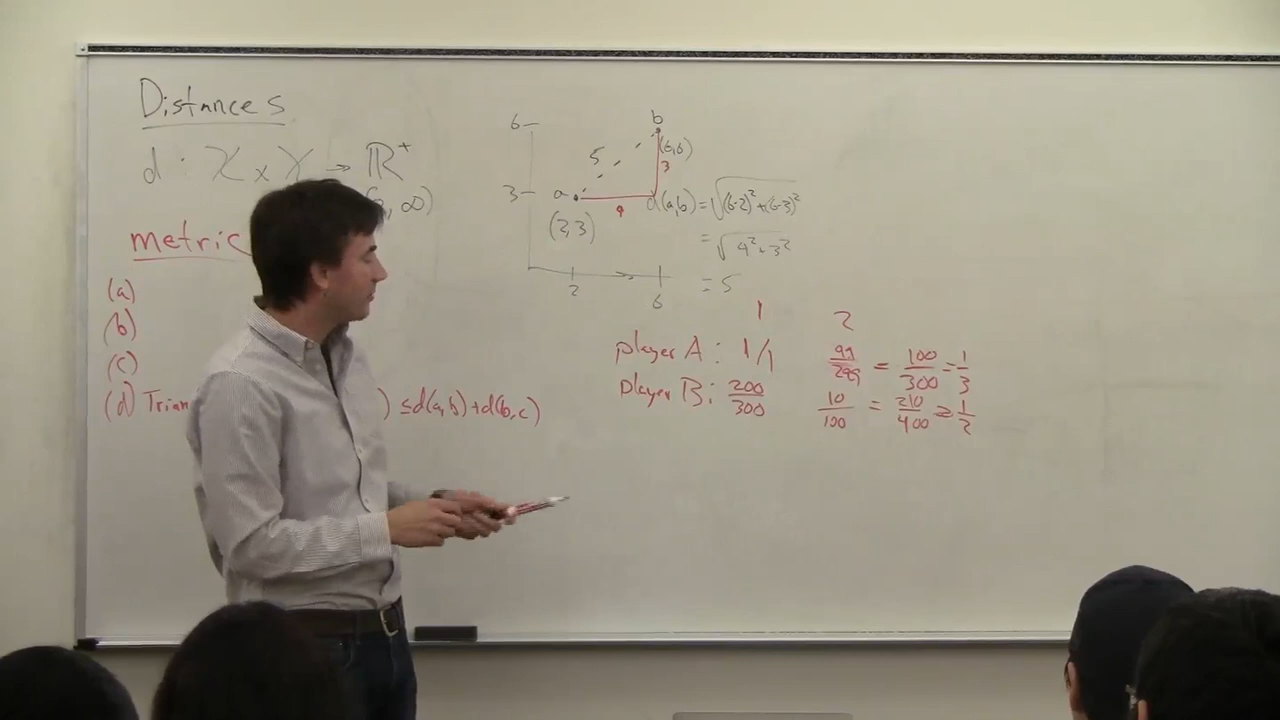 Distances
d : X x X → ℝ⁺
, ∞)
metric
(a)
(b)
(c)
(d) Trian ) ≤ d(a,b) + d(b,c)
6
b
(6,6)
5
3
3
a
4
(2,3)
d(a,b) = √(6-2)² + (6-3)²
= √4² + 3²
= 5
2
6
1 2
player A : 1/1 99/299 = 100/300 = 1/3
player B : 200/300 10/100 = 210/400 ≈ 1/2